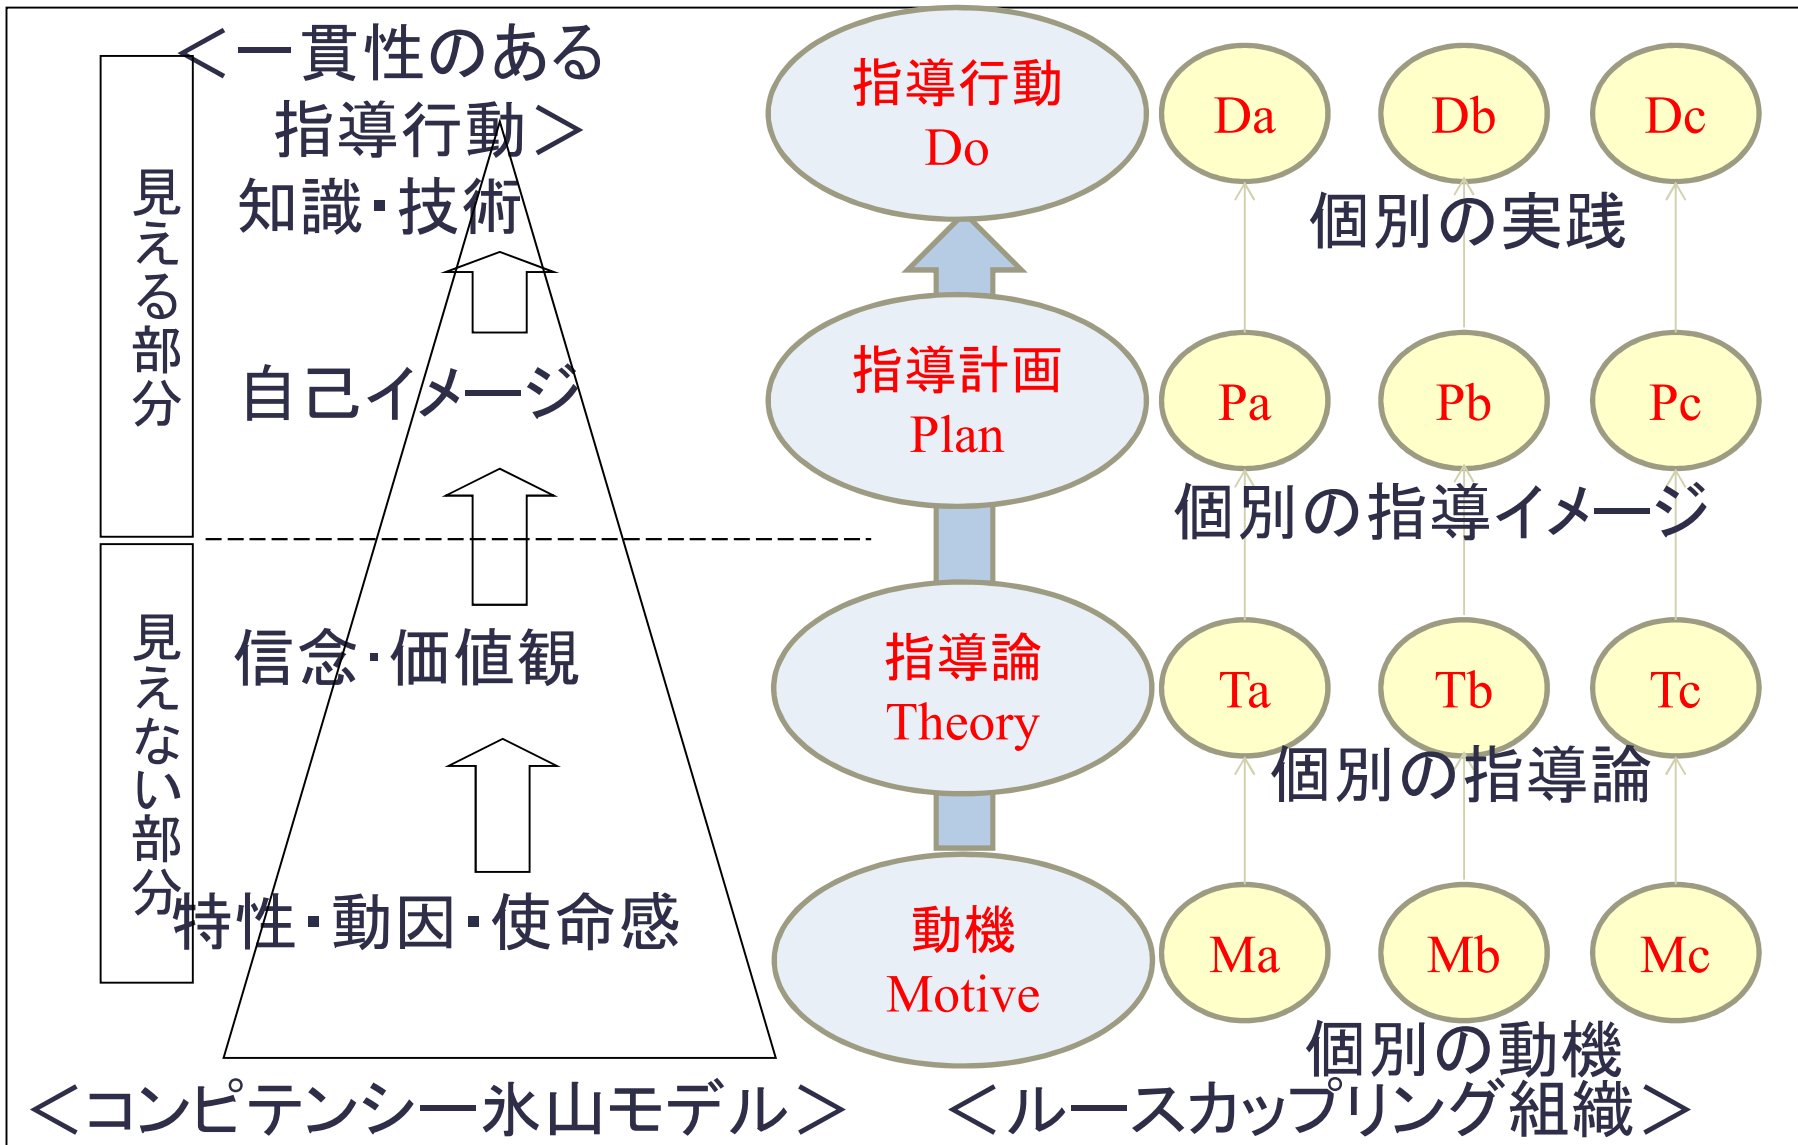 ＜一貫性のある
指導行動＞
知識・技術
見える部分
自己イメージ
見えない部分
信念・価値観
特性・動因・使命感
＜コンピテンシー氷山モデル＞
指導行動
Do
指導計画
Plan
指導論
Theory
動機
Motive
Da Db Dc
個別の実践
Pa Pb Pc
個別の指導イメージ
Ta Tb Tc
個別の指導論
Ma Mb Mc
個別の動機
＜ルースカップリング組織＞